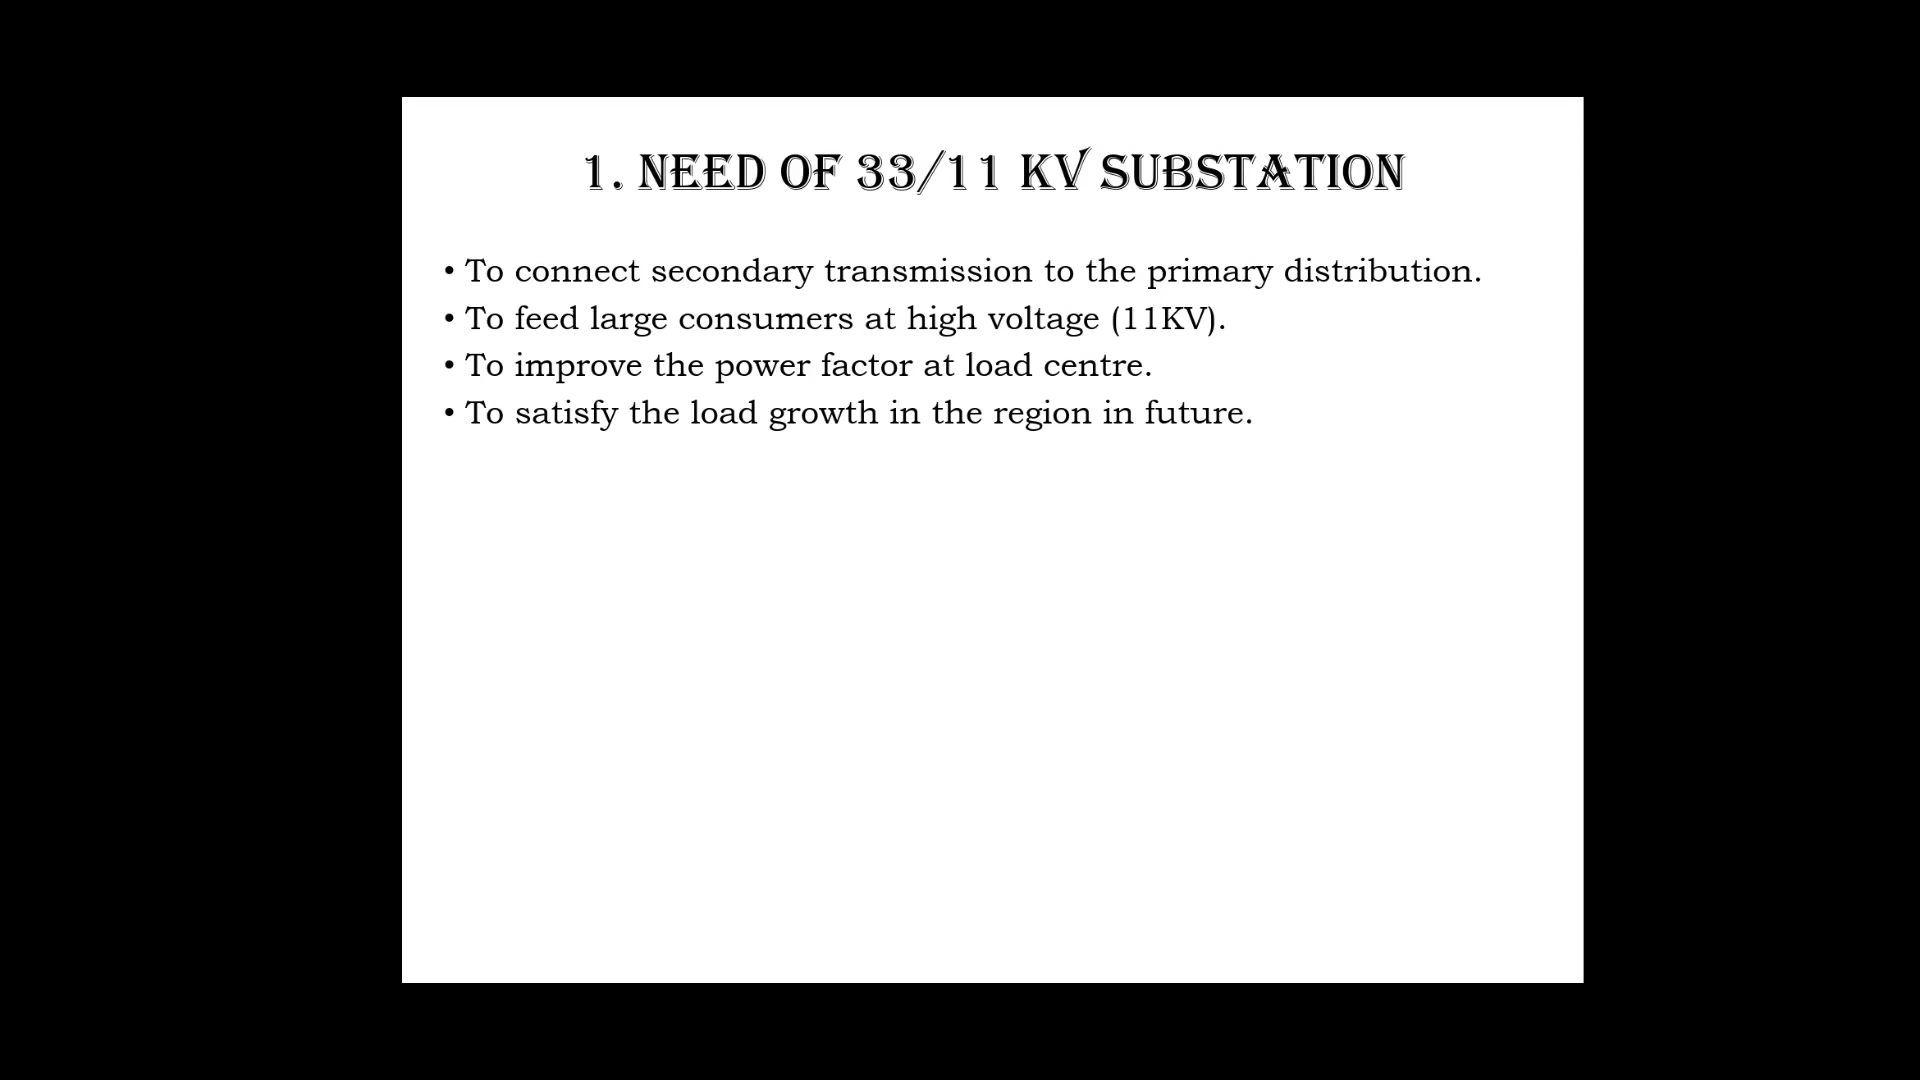 1. NEED OF 33/11 KV SUBSTATION
• To connect secondary transmission to the primary distribution.
• To feed large consumers at high voltage (11KV).
• To improve the power factor at load centre.
• To satisfy the load growth in the region in future.